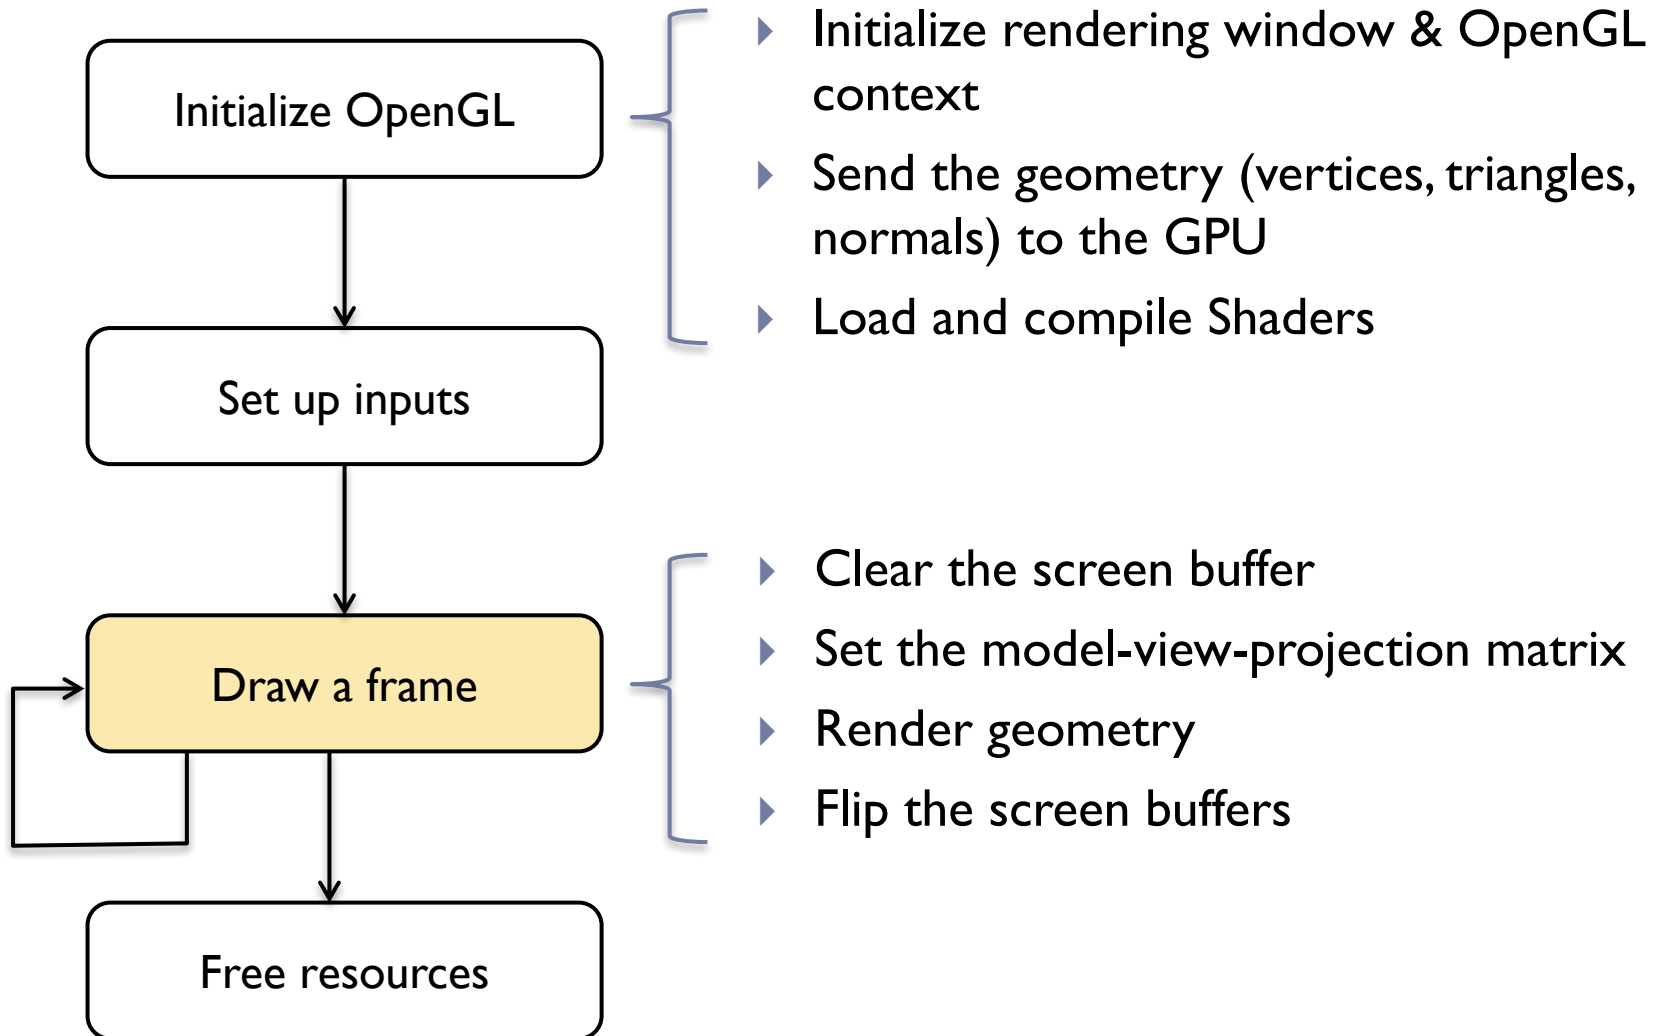 Initialize OpenGL
Initialize rendering window & OpenGL
context
Send the geometry (vertices, triangles,
normals) to the GPU
Load and compile Shaders
Set up inputs
Draw a frame
Clear the screen buffer
Set the model-view-projection matrix
Render geometry
Flip the screen buffers
Free resources